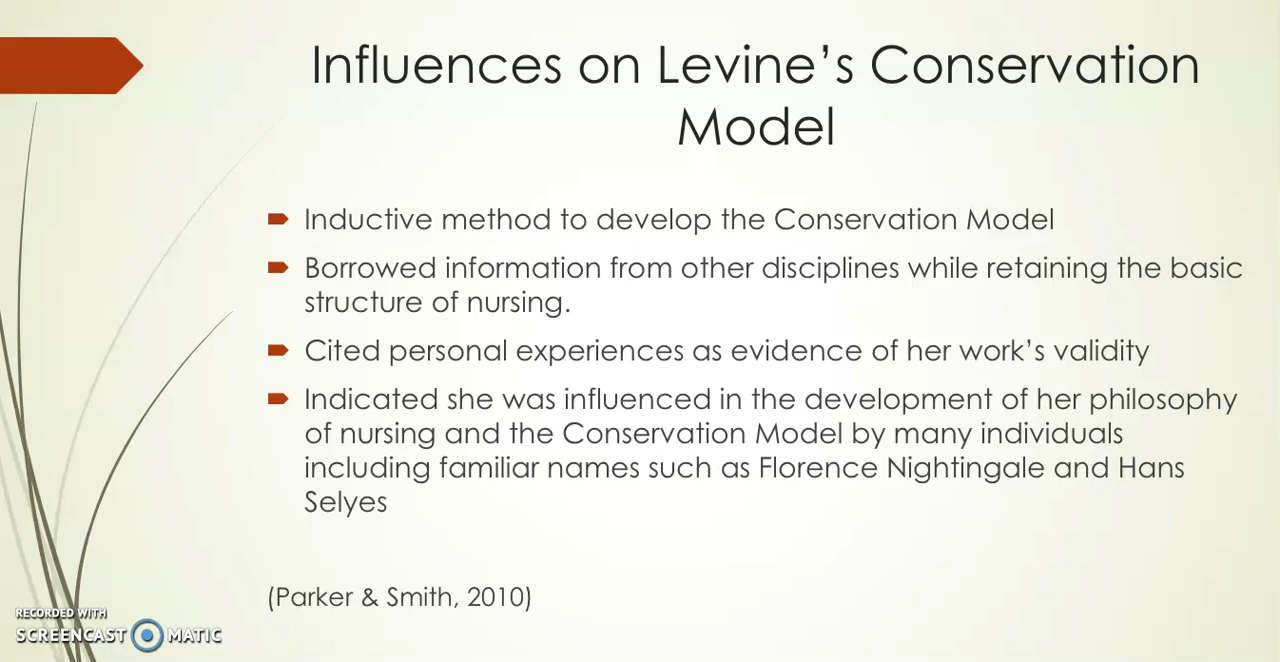 Influences on Levine’s Conservation
Model
Inductive method to develop the Conservation Model
Borrowed information from other disciplines while retaining the basic
structure of nursing.
Cited personal experiences as evidence of her work’s validity
Indicated she was influenced in the development of her philosophy
of nursing and the Conservation Model by many individuals
including familiar names such as Florence Nightingale and Hans
Selyes
(Parker & Smith, 2010)
RECORDED WITH
SCREENCAST MATIC